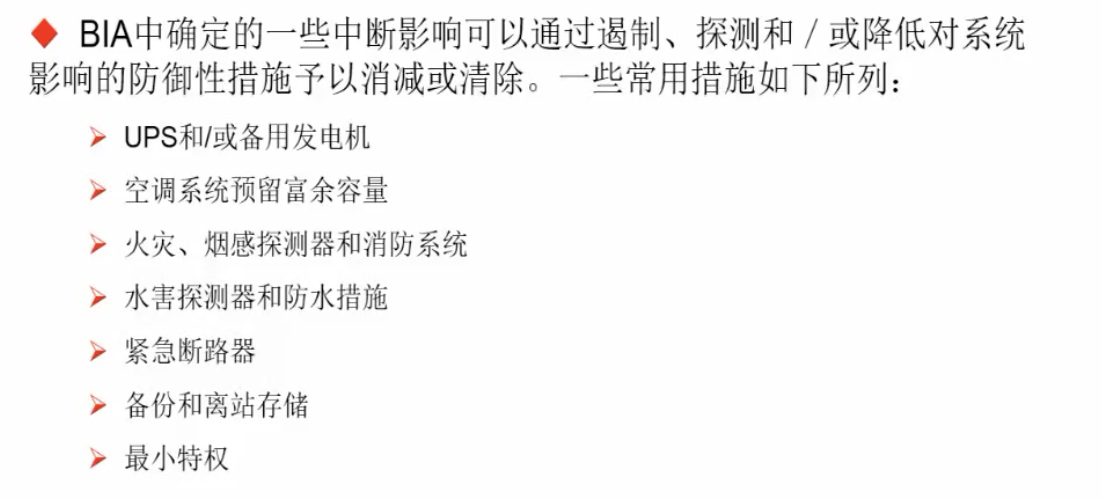 BIA中确定的一些中断影响可以通过遏制、探测和 / 或降低对系统
影响的防御性措施予以消减或清除。一些常用措施如下所列：
UPS和/或备用发电机
空调系统预留富余容量
火灾、烟感探测器和消防系统
水害探测器和防水措施
紧急断路器
备份和离站存储
最小特权